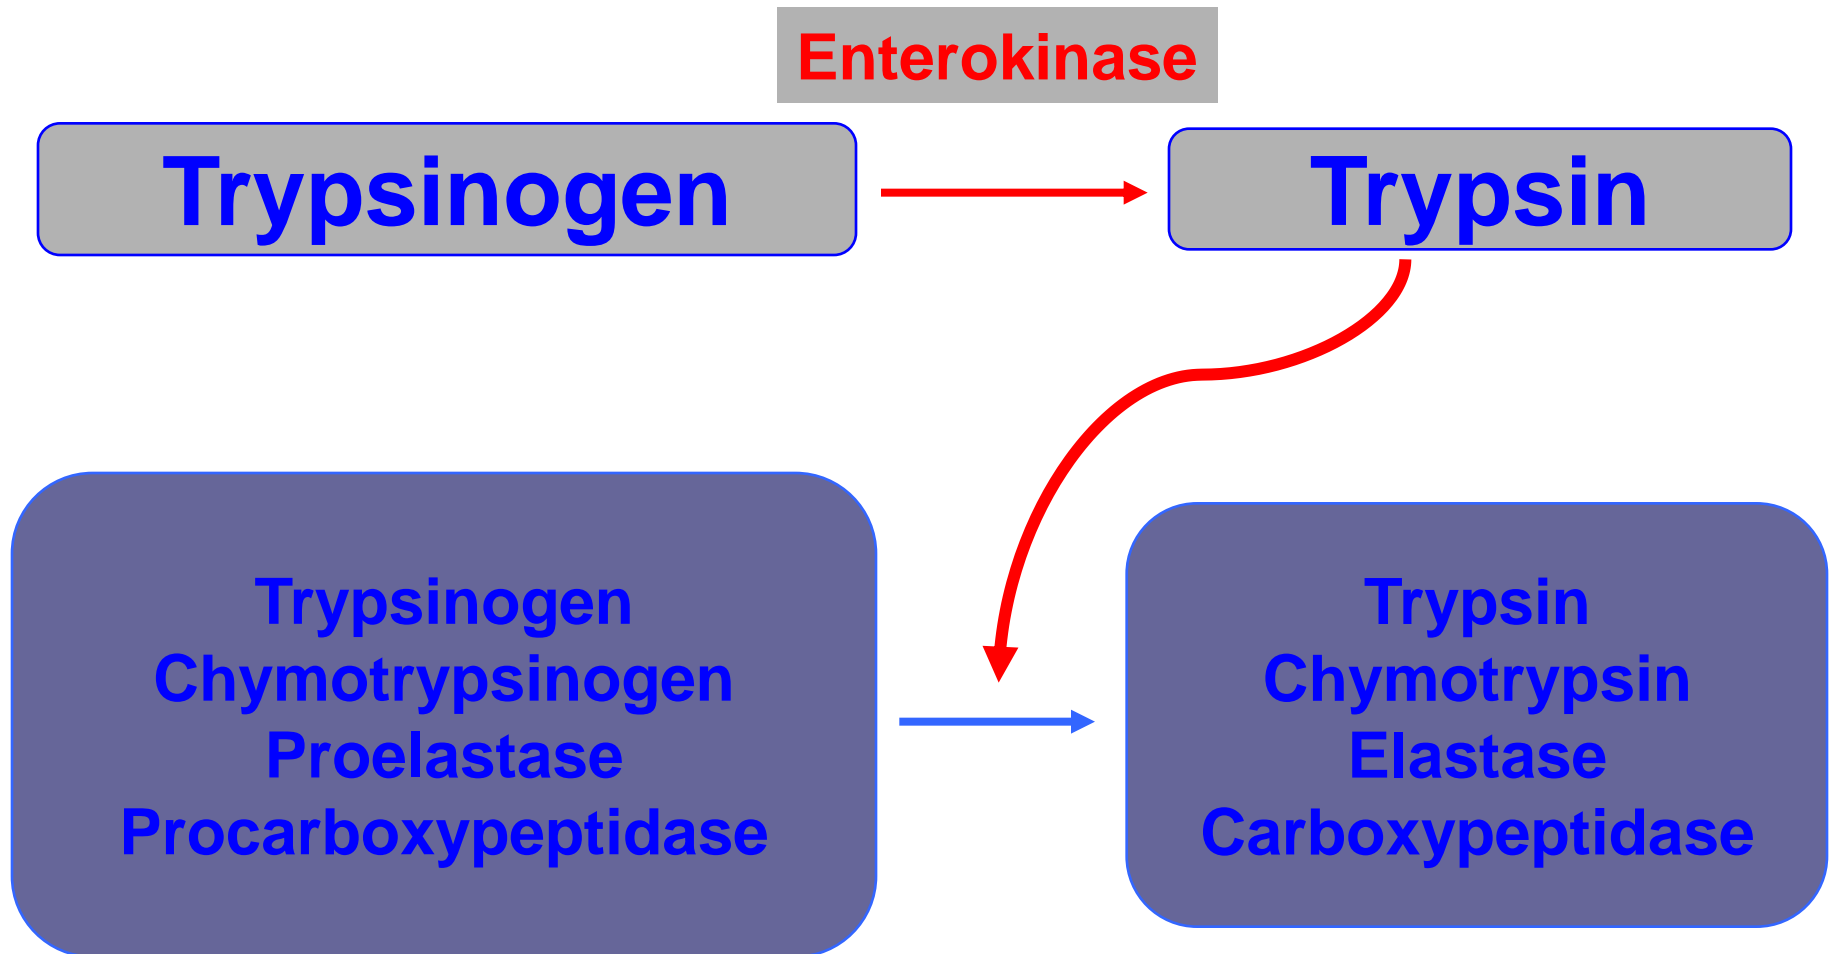 Enterokinase
Trypsinogen
Trypsin
Trypsinogen
Chymotrypsinogen
Proelastase
Procarboxypeptidase
Trypsin
Chymotrypsin
Elastase
Carboxypeptidase